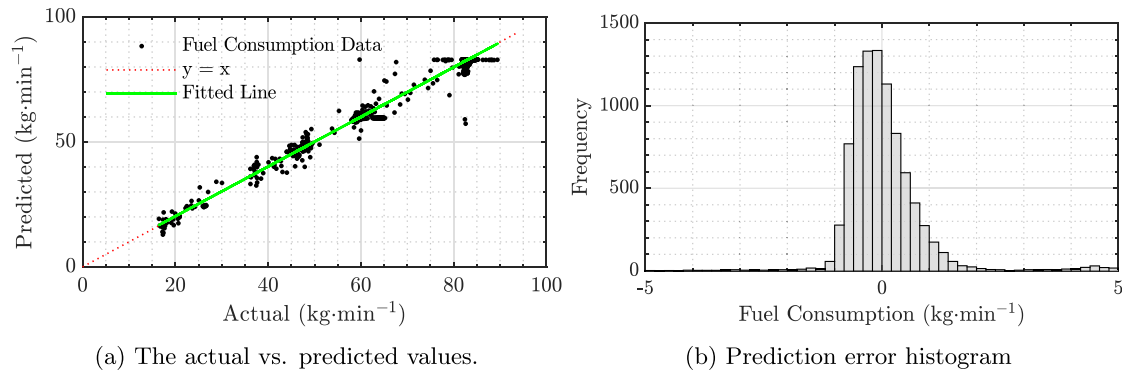 100
50
0
0
20
40
60
80
100
Predicted (kg·min⁻¹)
Fuel Consumption Data
y = x
Fitted Line
Actual (kg·min⁻¹)
(a) The actual vs. predicted values.
1500
1000
500
0
-5
0
5
Frequency
Fuel Consumption (kg·min⁻¹)
(b) Prediction error histogram